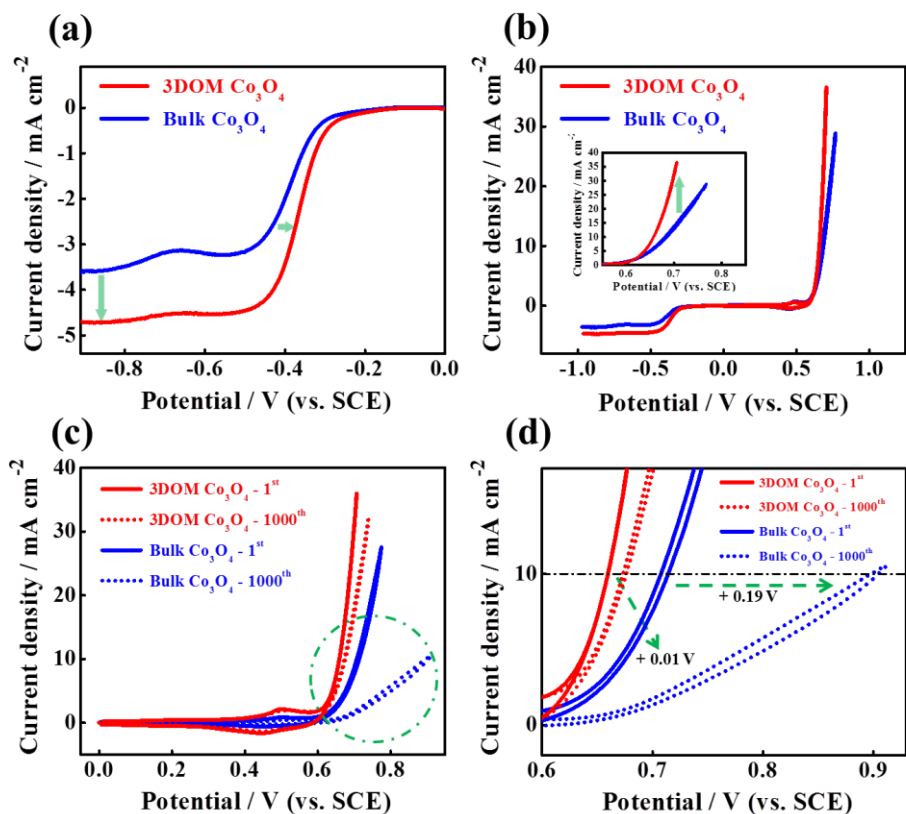 (a)
3DOM Co₃O₄
Bulk Co₃O₄
0
-1
-2
-3
-4
-5
-0.8 -0.6 -0.4 -0.2 0.0
Current density / mA cm⁻²
Potential / V (vs. SCE)
(b)
3DOM Co₃O₄
Bulk Co₃O₄
40
30
20
10
0
-1.0 -0.5 0.0 0.5 1.0
Current density / mA cm⁻²
Potential / V (vs. SCE)
40
35
30
25
20
15
10
5
0
0.6 0.7 0.8
Current density / mA cm⁻²
Potential / V (vs. SCE)
(c)
3DOM Co₃O₄ - 1ˢᵗ
3DOM Co₃O₄ - 1000ᵗʰ
Bulk Co₃O₄ - 1ˢᵗ
Bulk Co₃O₄ - 1000ᵗʰ
40
30
20
10
0
0.0 0.2 0.4 0.6 0.8
Current density / mA cm⁻²
Potential / V (vs. SCE)
(d)
3DOM Co₃O₄ - 1ˢᵗ
3DOM Co₃O₄ - 1000ᵗʰ
Bulk Co₃O₄ - 1ˢᵗ
Bulk Co₃O₄ - 1000ᵗʰ
10
0
+ 0.19 V
+ 0.01 V
0.6 0.7 0.8 0.9
Current density / mA cm⁻²
Potential / V (vs. SCE)